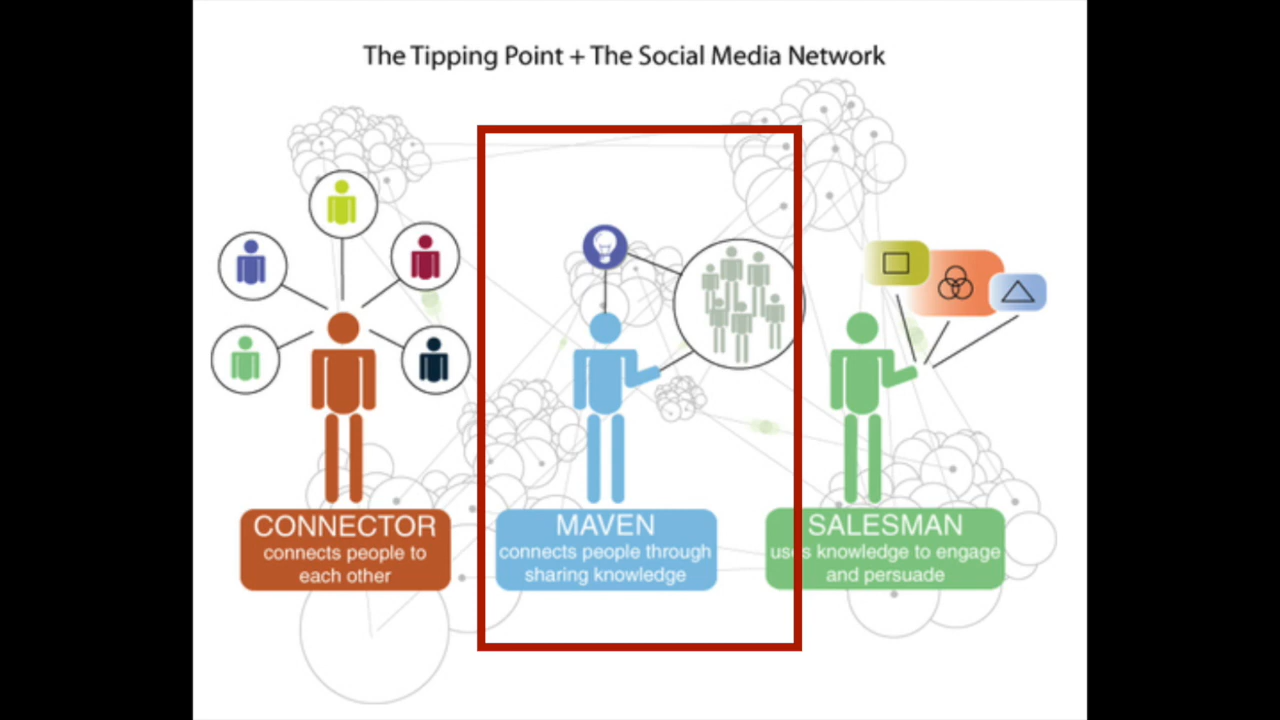 The Tipping Point + The Social Media Network
CONNECTOR
connects people to
each other
MAVEN
connects people through
sharing knowledge
SALESMAN
uses knowledge to engage
and persuade